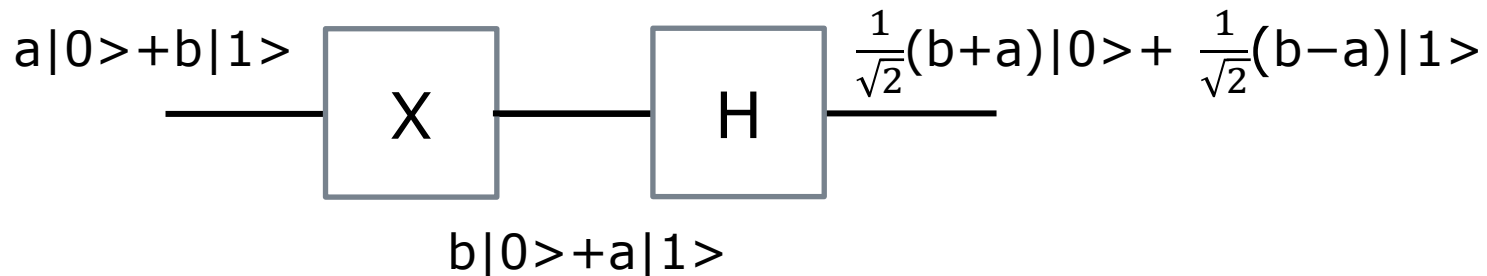 a|0>+b|1>
X
H
1/√2(b+a)|0>+ 1/√2(b−a)|1>
b|0>+a|1>